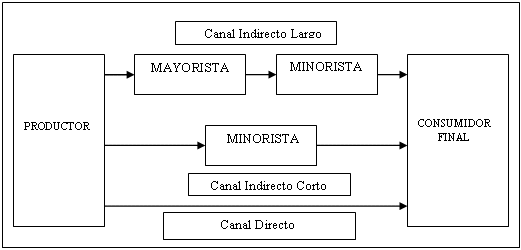 Canal Indirecto Largo
MAYORISTA
MINORISTA
PRODUCTOR
CONSUMIDOR
FINAL
MINORISTA
Canal Indirecto Corto
Canal Directo